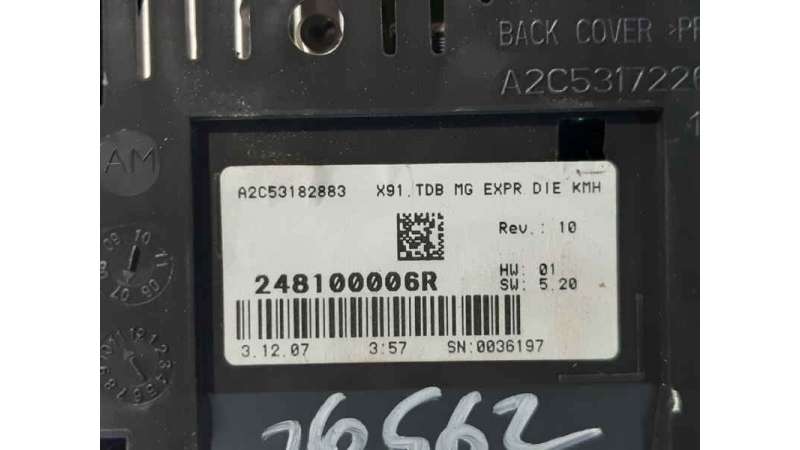 BACK COVER >PP
A2C5317226
AM
A2C53182883 X91.TDB MG EXPR DIE KMH
Rev.: 10
HW: 01
248100006R
SW: 5.20
3.12.07 3:57 SN:0036197
76562